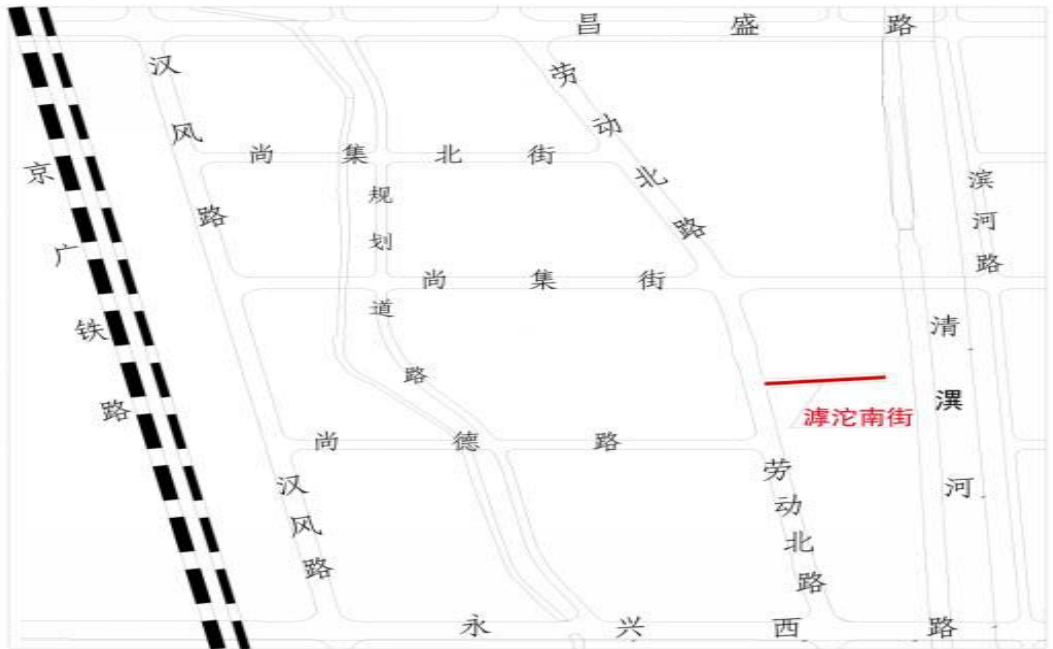 昌盛路
汉风路
劳动北路
京广铁路
尚集北街
规划道路
滨河路
尚集街
清潩河
滹沱南街
尚德路
汉风路
劳动北路
永兴西路